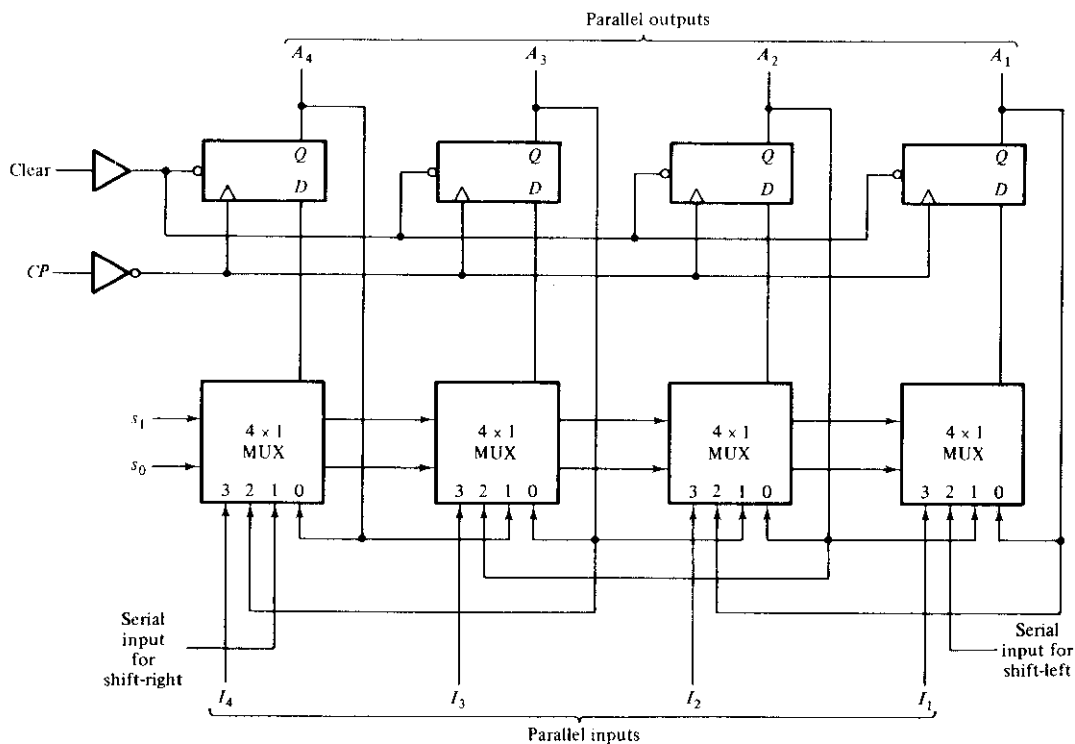 Parallel outputs
A4 A3 A2 A1
Q Q Q Q
Clear
D D D D
CP
s1
4 × 1 4 × 1 4 × 1 4 × 1
MUX MUX MUX MUX
s0
3 2 1 0 3 2 1 0 3 2 1 0 3 2 1 0
Serial
input
for
shift-right
Serial
input for
shift-left
I4 I3 I2 I1
Parallel inputs